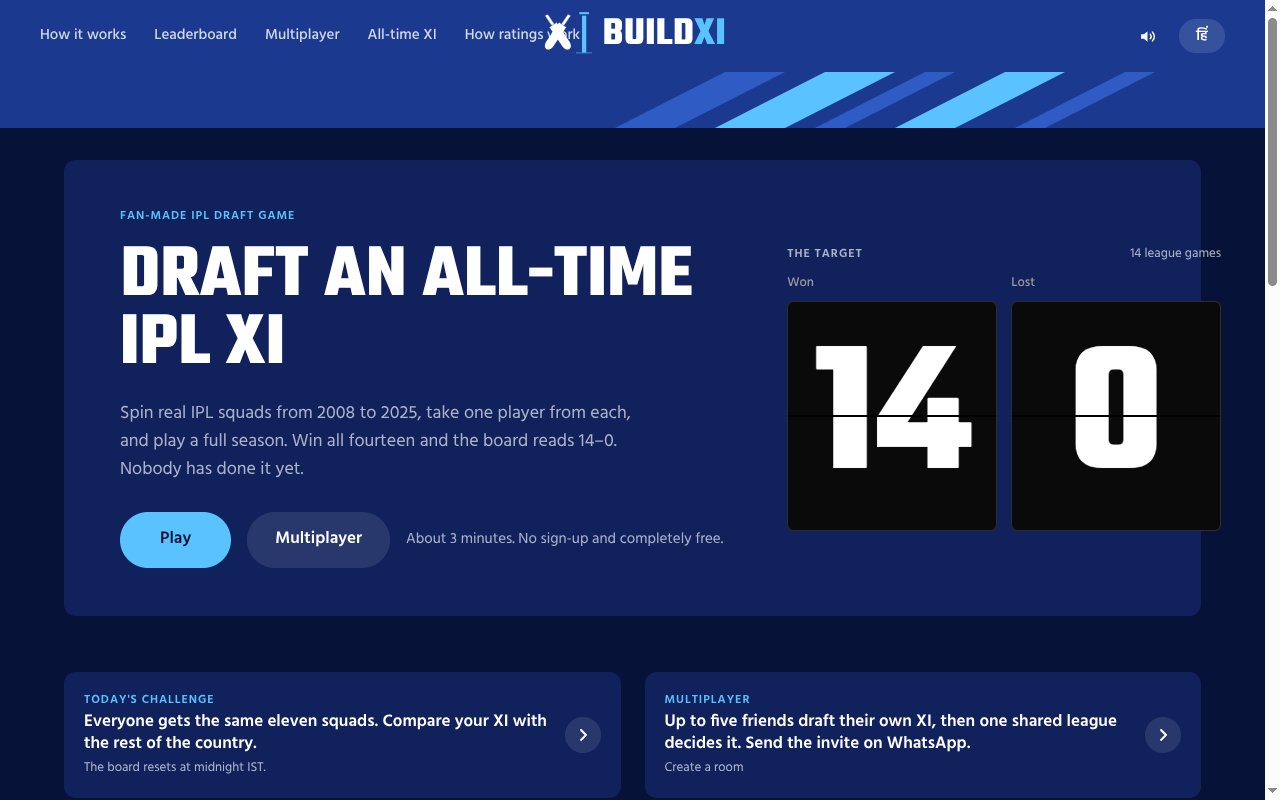 How it works
Leaderboard
Multiplayer
All-time XI
How ratings
BUILDXI
हिं
FAN-MADE IPL DRAFT GAME
DRAFT AN ALL-TIME
IPL XI
Spin real IPL squads from 2008 to 2025, take one player from each,
and play a full season. Win all fourteen and the board reads 14–0.
Nobody has done it yet.
Play
Multiplayer
About 3 minutes. No sign-up and completely free.
THE TARGET
14 league games
Won
Lost
14
0
TODAY'S CHALLENGE
Everyone gets the same eleven squads. Compare your XI with
the rest of the country.
The board resets at midnight IST.
MULTIPLAYER
Up to five friends draft their own XI, then one shared league
decides it. Send the invite on WhatsApp.
Create a room